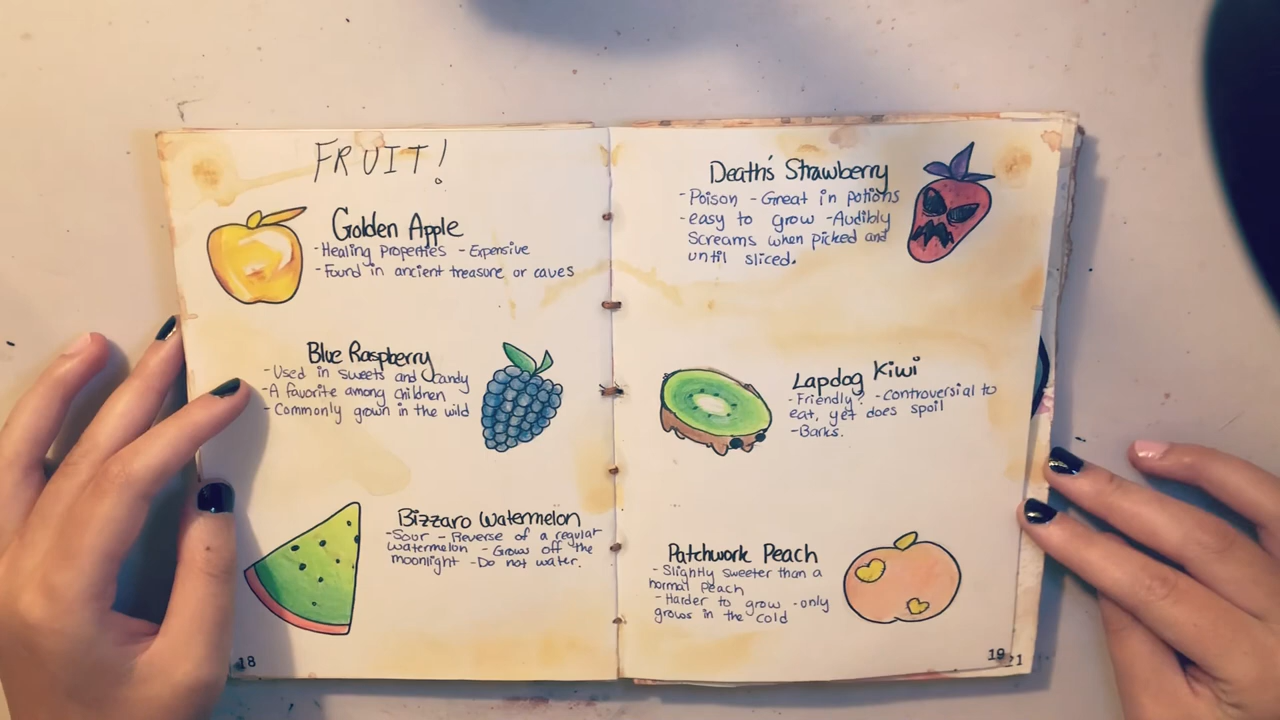 FRUIT!
Golden Apple
-Healing properties -Expensive
-Found in ancient treasure or caves
Blue Raspberry
-Used in sweets and candy
-A favorite among children
-Commonly grown in the wild
Bizzaro Watermelon
-Sour -Reverse of a regular
watermelon -Grows off the
moonlight -Do not water.
18
Death's Strawberry
-Poison -Great in potions
-easy to grow -Audibly
Screams when picked and
until sliced.
Lapdog Kiwi
-Friendly! -Controversial to
eat, yet does spoil
-Barks.
Patchwork Peach
-Slightly sweeter than a
normal peach
-Harder to grow -only
grows in the cold
19
21